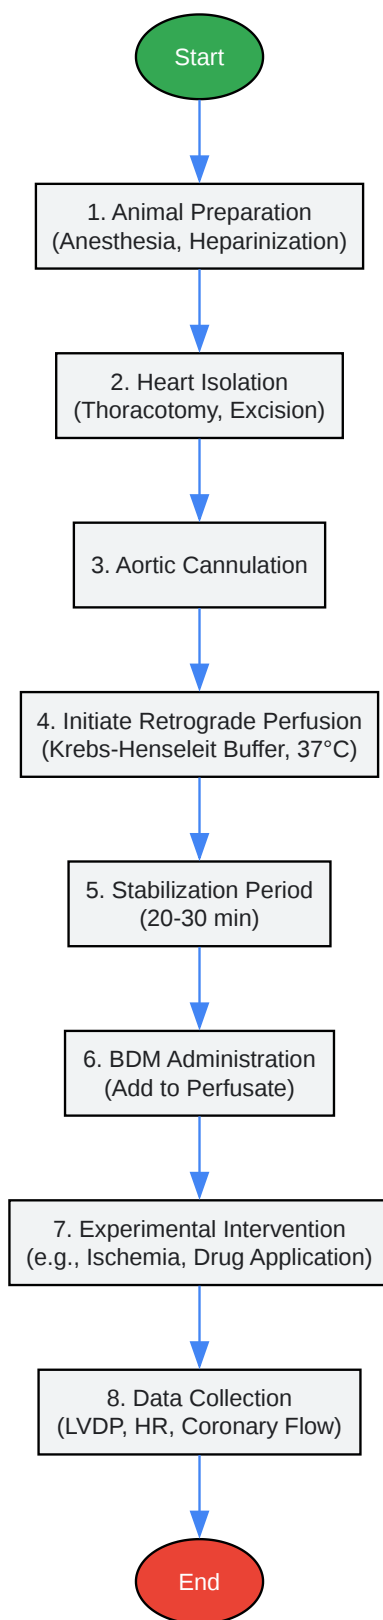 Start
1. Animal Preparation
(Anesthesia, Heparinization)
2. Heart Isolation
(Thoracotomy, Excision)
3. Aortic Cannulation
4. Initiate Retrograde Perfusion
(Krebs-Henseleit Buffer, 37°C)
5. Stabilization Period
(20-30 min)
6. BDM Administration
(Add to Perfusate)
7. Experimental Intervention
(e.g., Ischemia, Drug Application)
8. Data Collection
(LVDP, HR, Coronary Flow)
End